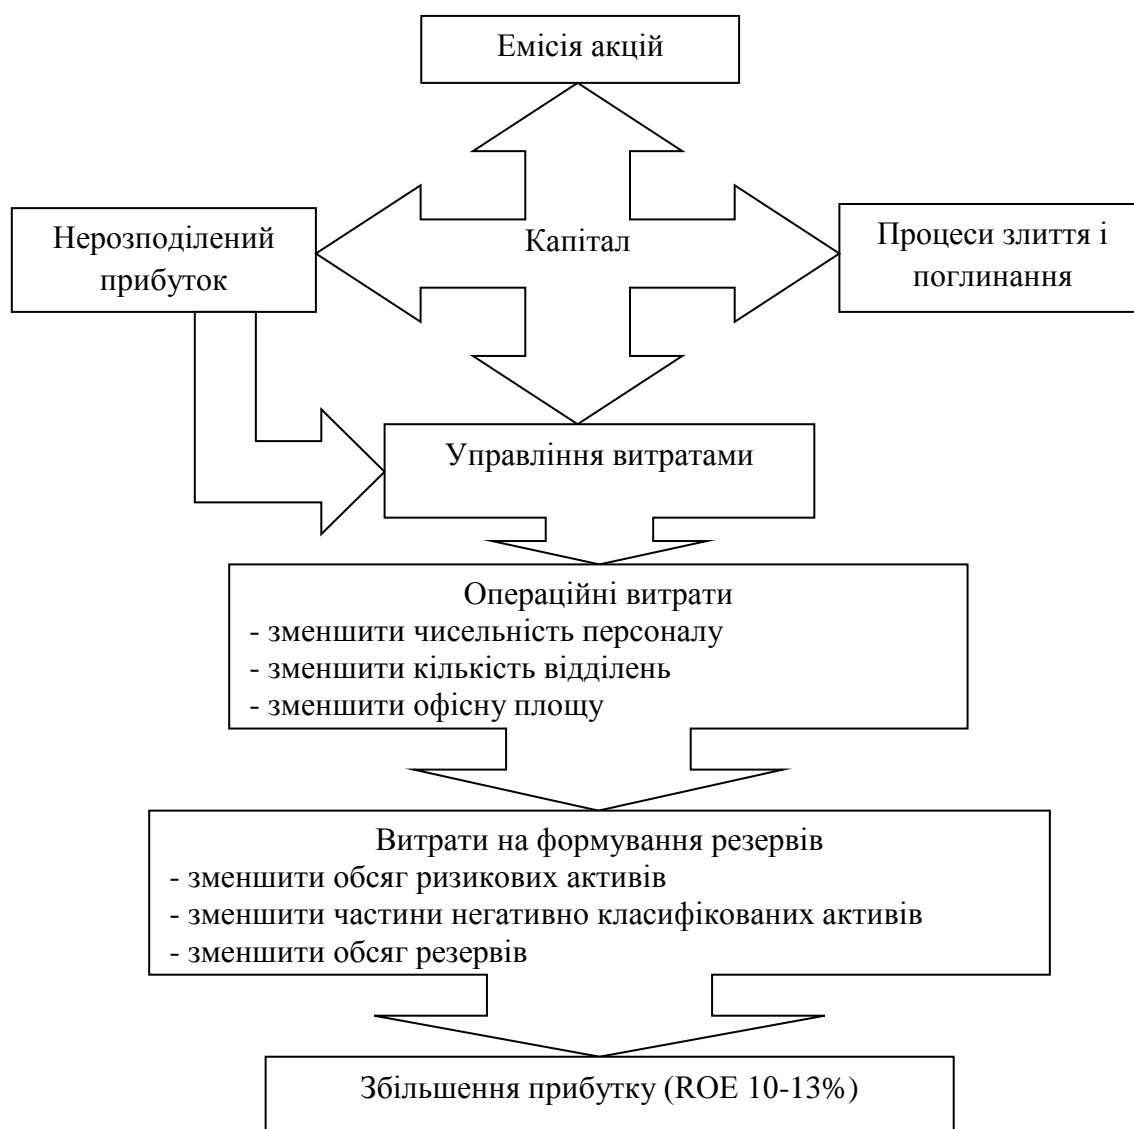 Емісія акцій
Нерозподілений
прибуток
Капітал
Процеси злиття і
поглинання
Управління витратами
Операційні витрати
- зменшити чисельність персоналу
- зменшити кількість відділень
- зменшити офісну площу
Витрати на формування резервів
- зменшити обсяг ризикових активів
- зменшити частини негативно класифікованих активів
- зменшити обсяг резервів
Збільшення прибутку (ROE 10-13%)